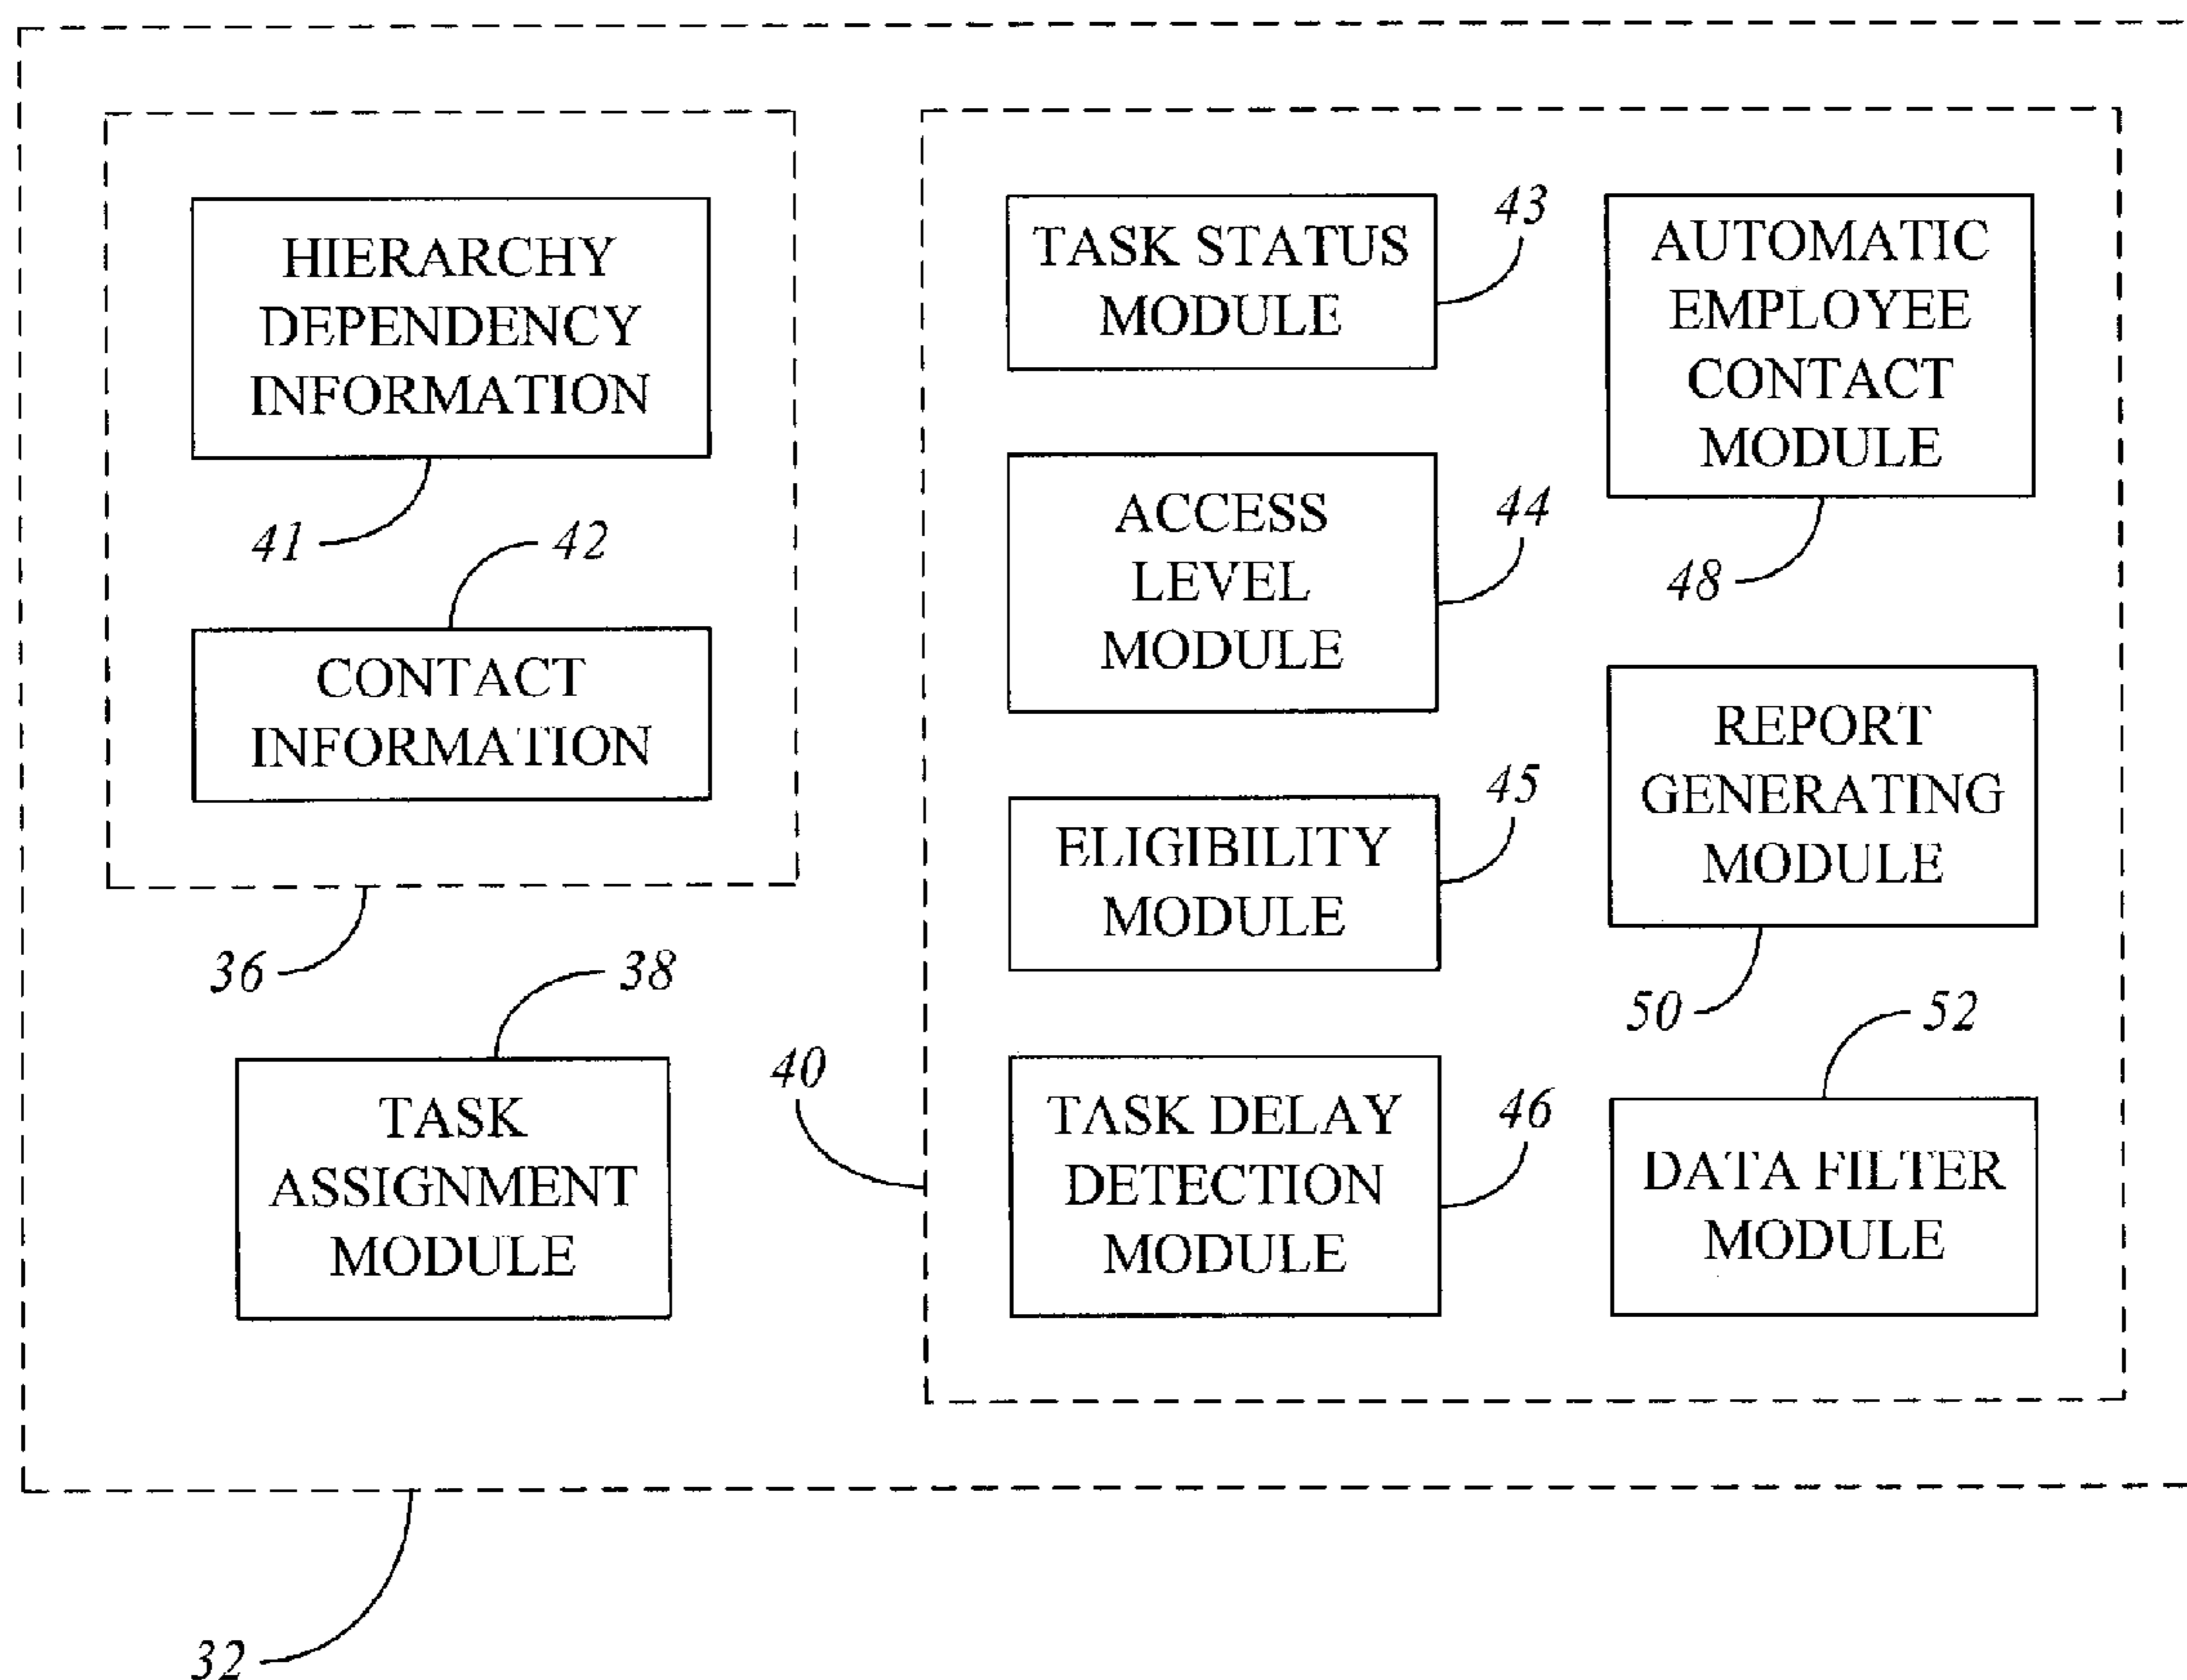 HIERARCHY
DEPENDENCY
INFORMATION
41
42
CONTACT
INFORMATION
36
38
TASK
ASSIGNMENT
MODULE
TASK STATUS
MODULE
43
ACCESS
LEVEL
MODULE
44
ELIGIBILITY
MODULE
45
40
TASK DELAY
DETECTION
MODULE
46
AUTOMATIC
EMPLOYEE
CONTACT
MODULE
48
REPORT
GENERATING
MODULE
50
52
DATA FILTER
MODULE
32